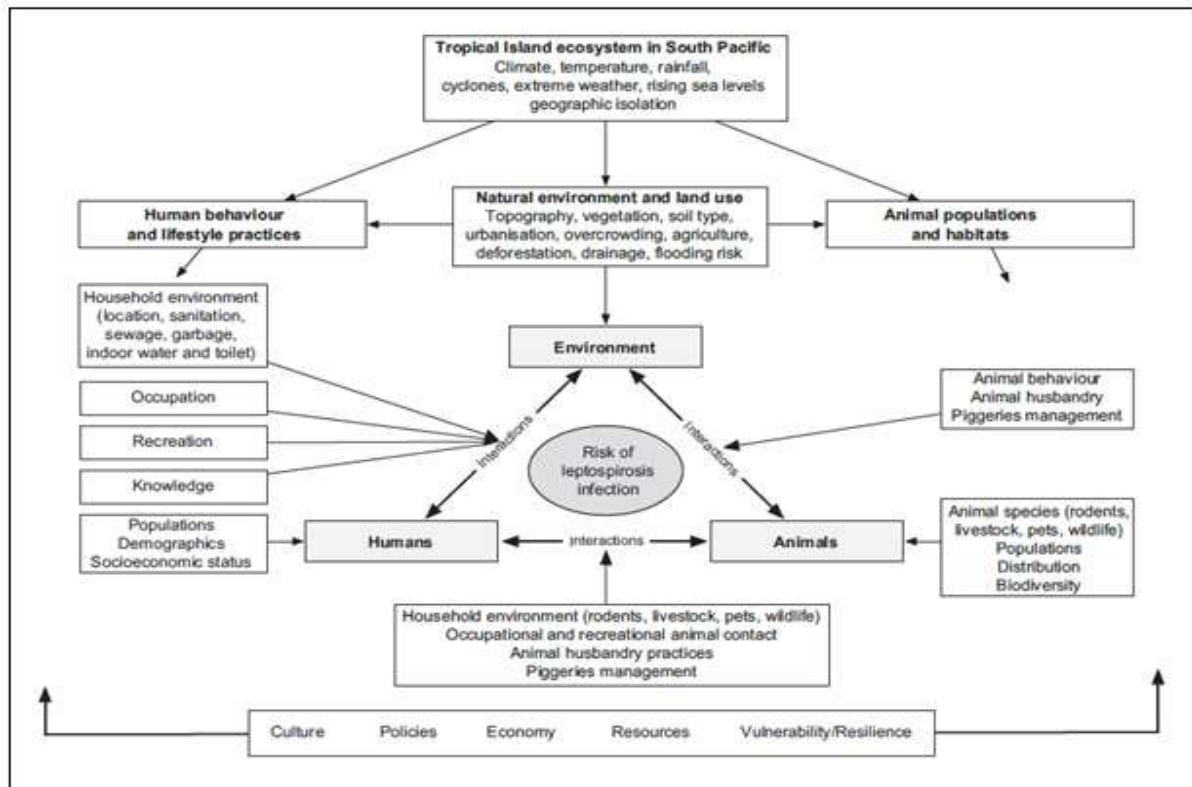 Tropical Island ecosystem in South Pacific
Climate, temperature, rainfall,
cyclones, extreme weather, rising sea levels
geographic isolation
Human behaviour
and lifestyle practices
Natural environment and land use
Topography, vegetation, soil type,
urbanisation, overcrowding, agriculture,
deforestation, drainage, flooding risk
Animal populations
and habitats
Household environment
(location, sanitation,
sewage, garbage,
indoor water and toilet)
Environment
Occupation
Recreation
Knowledge
Animal behaviour
Animal husbandry
Piggeries management
Interactions
Risk of
leptospirosis
infection
Interactions
Populations
Demographics
Socioeconomic status
Humans
Interactions
Animals
Animal species (rodents,
livestock, pets, wildlife)
Populations
Distribution
Biodiversity
Household environment (rodents, livestock, pets, wildlife)
Occupational and recreational animal contact
Animal husbandry practices
Piggeries management
Culture Policies Economy Resources Vulnerability/Resilience